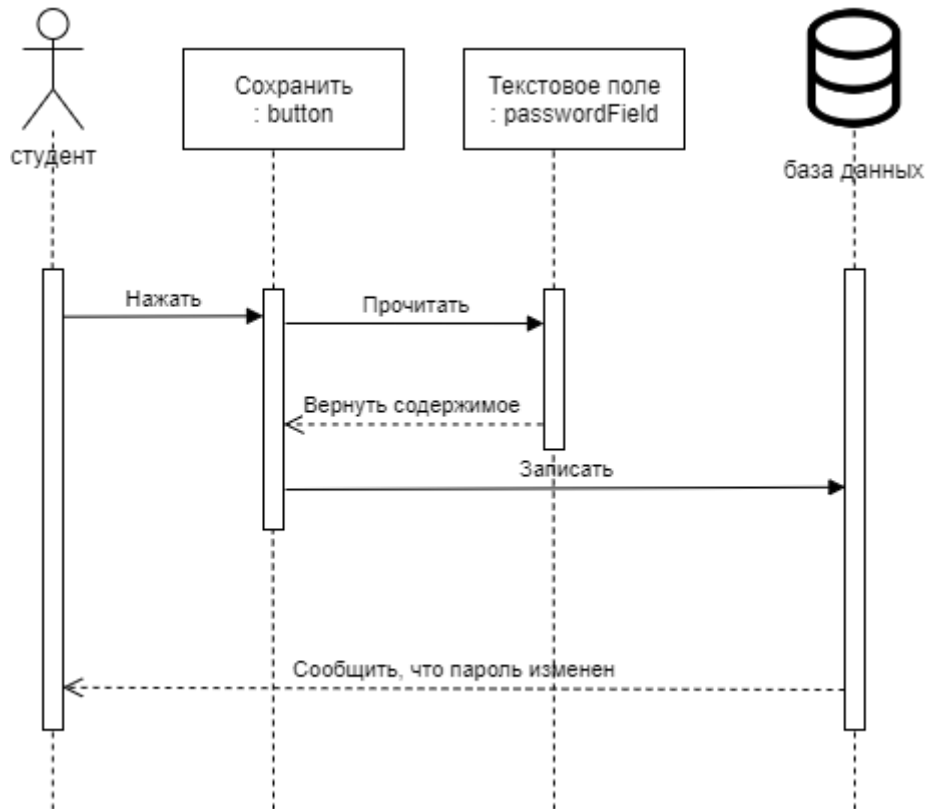 Сохранить
: button
Текстовое поле
: passwordField
студент
база данных
Нажать
Прочитать
Вернуть содержимое
Записать
Сообщить, что пароль изменен